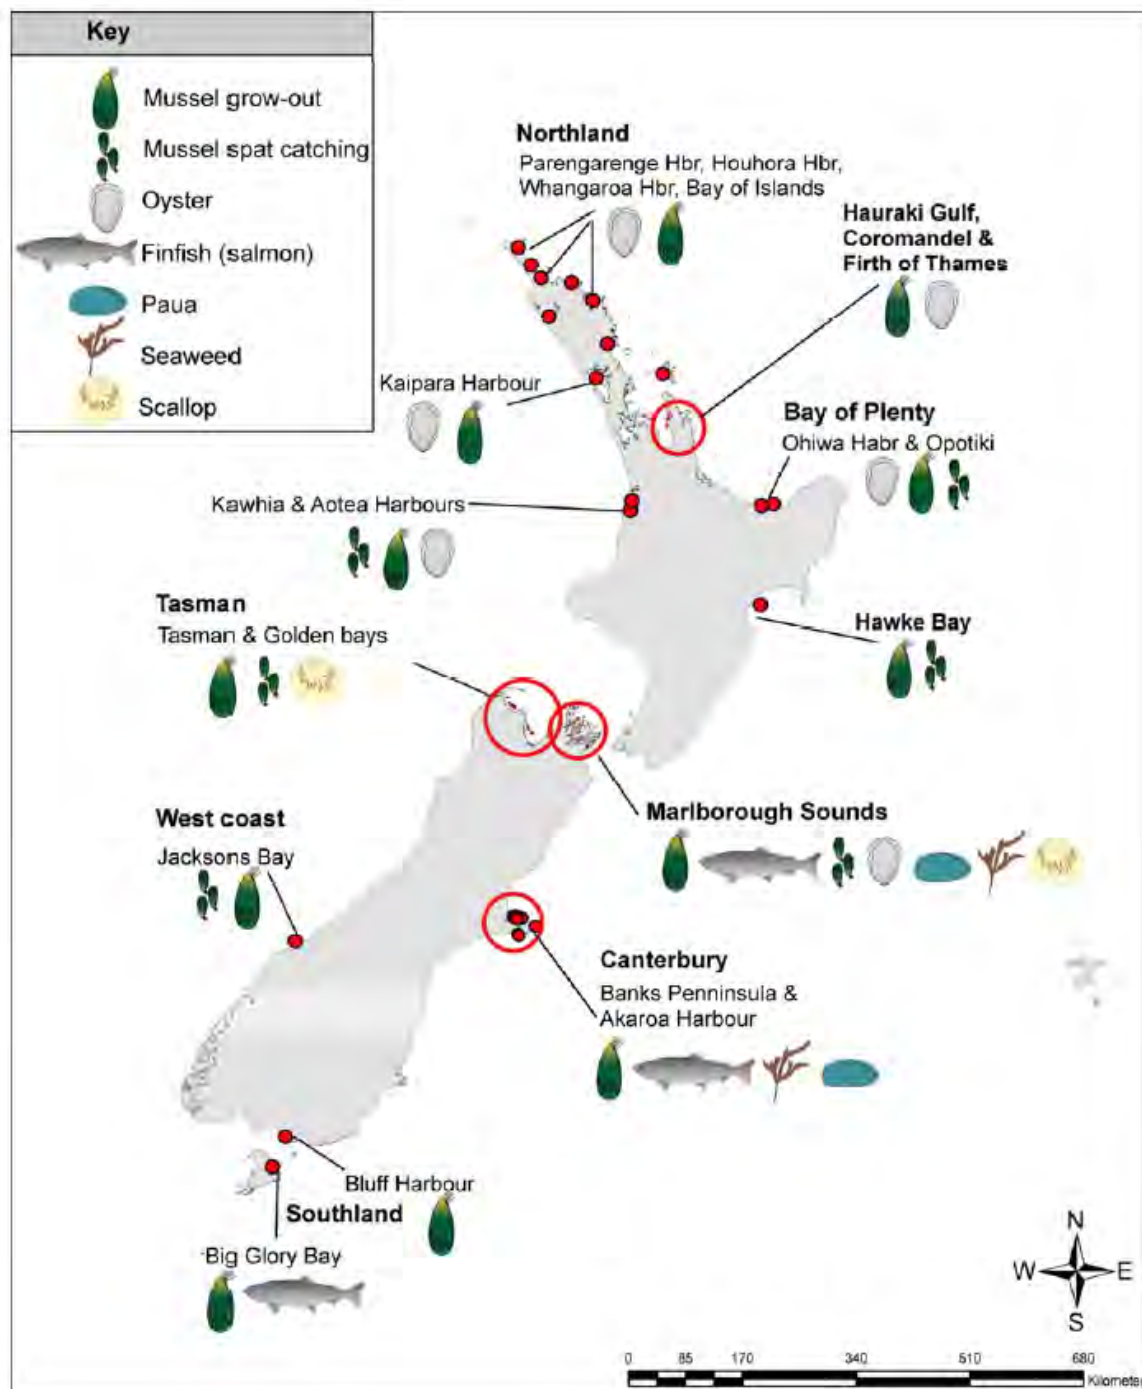 Key
Mussel grow-out
Mussel spat catching
Oyster
Finfish (salmon)
Paua
Seaweed
Scallop
Northland
Parengarenge Hbr, Houhora Hbr,
Whangaroa Hbr, Bay of Islands
Hauraki Gulf,
Coromandel &
Firth of Thames
Kaipara Harbour
Bay of Plenty
Ohiwa Habr & Opotiki
Kawhia & Aotea Harbours
Tasman
Tasman & Golden bays
Hawke Bay
Marlborough Sounds
West coast
Jacksons Bay
Canterbury
Banks Penninsula &
Akaroa Harbour
Bluff Harbour
Southland
Big Glory Bay
N
W E
S
0 85 170 340 510 680
Kilometer